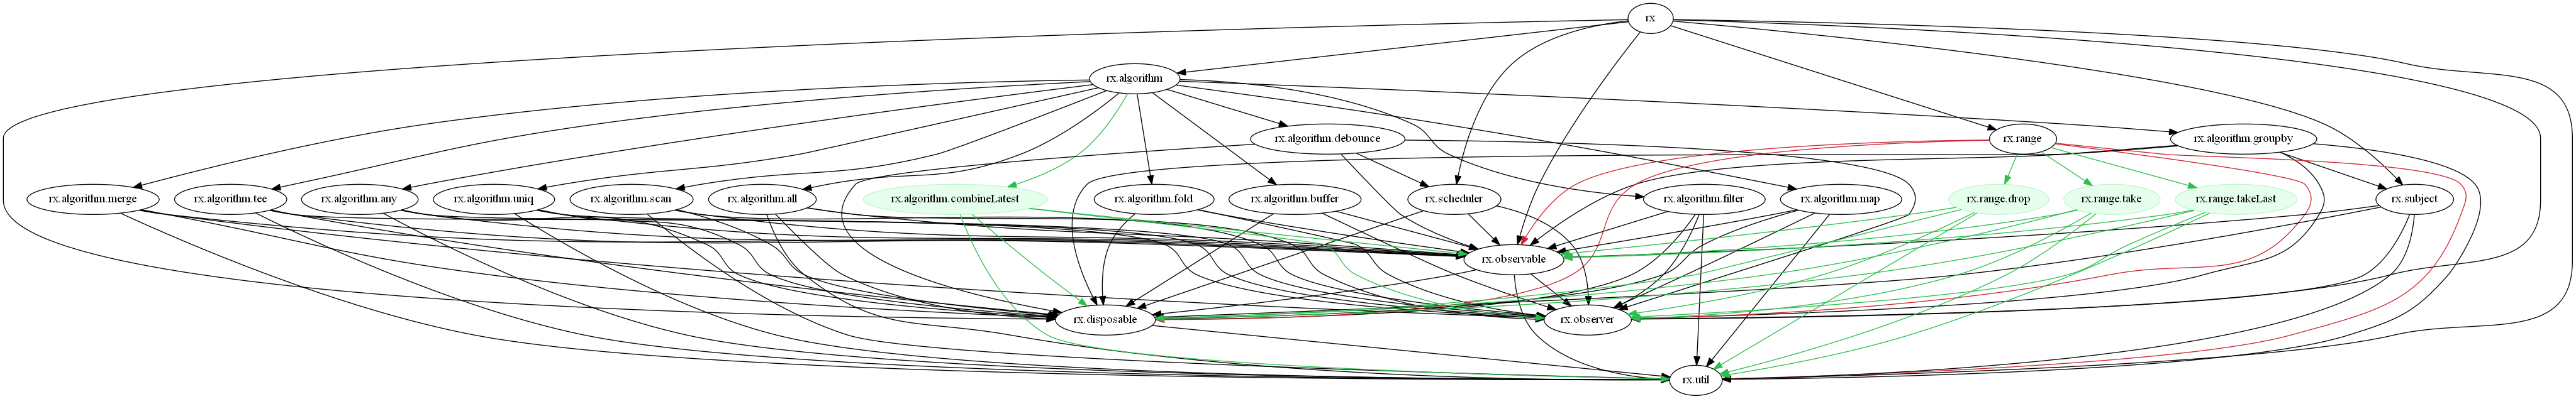 rx
rx.algorithm
rx.algorithm.debounce
rx.range
rx.algorithm.groupby
rx.algorithm.merge
rx.algorithm.tee
rx.algorithm.any
rx.algorithm.uniq
rx.algorithm.scan
rx.algorithm.all
rx.algorithm.combineLatest
rx.algorithm.fold
rx.algorithm.buffer
rx.scheduler
rx.algorithm.filter
rx.algorithm.map
rx.range.drop
rx.range.take
rx.range.takeLast
rx.subject
rx.observable
rx.disposable
rx.observer
rx.util